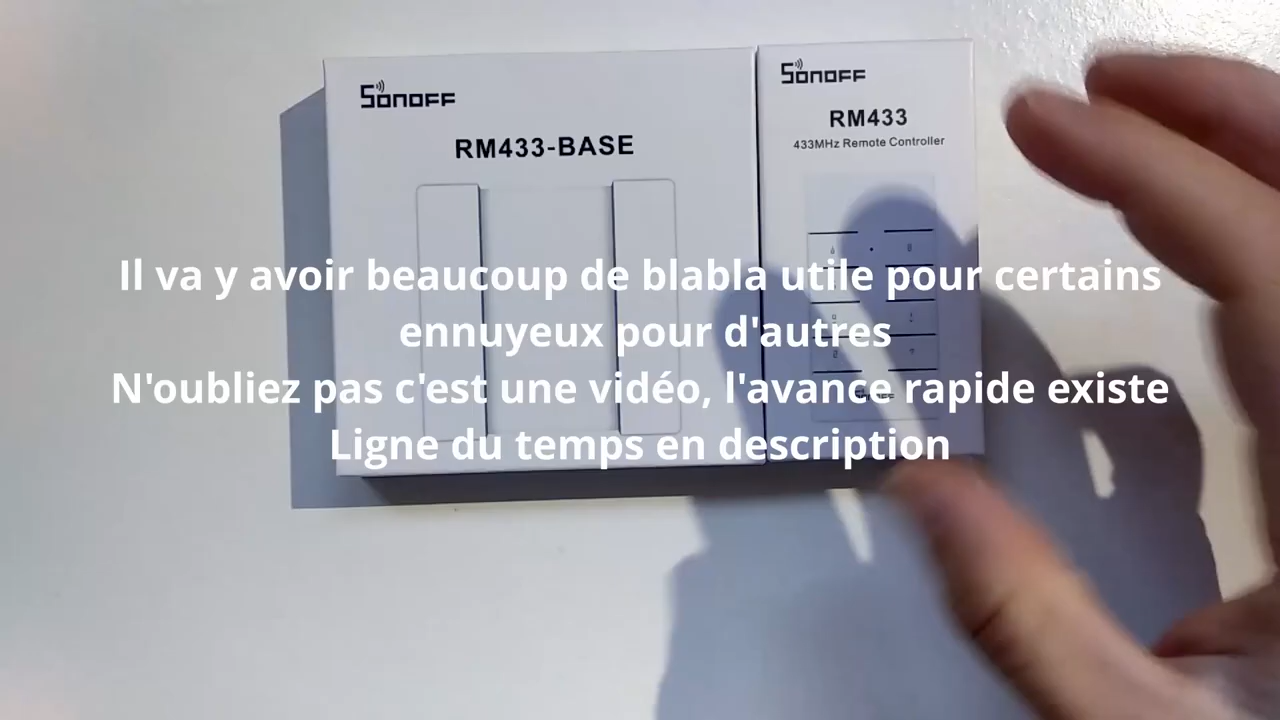 SONOFF
RM433-BASE
SONOFF
RM433
433MHz Remote Controller
Il va y avoir beaucoup de blabla utile pour certains
ennuyeux pour d'autres
N'oubliez pas c'est une vidéo, l'avance rapide existe
Ligne du temps en description
SONOFF